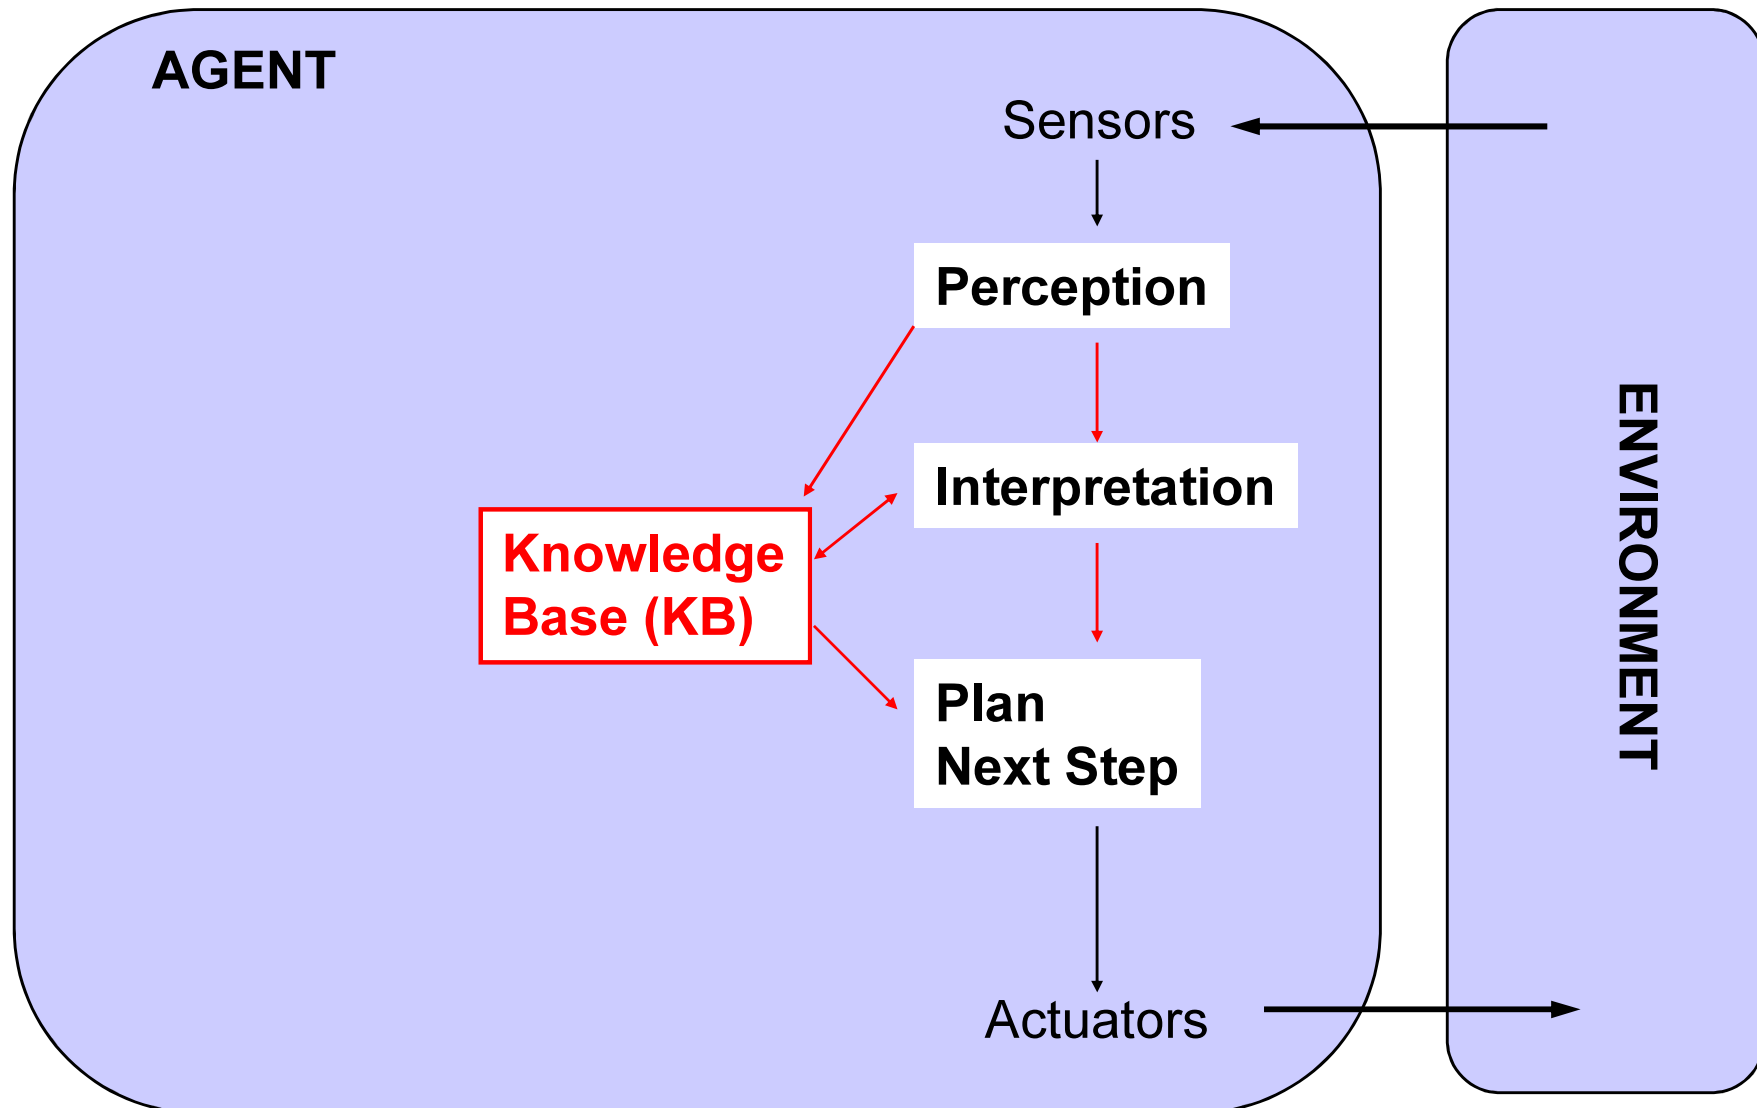 AGENT
Sensors
Perception
Interpretation
Knowledge
Base (KB)
Plan
Next Step
Actuators
ENVIRONMENT